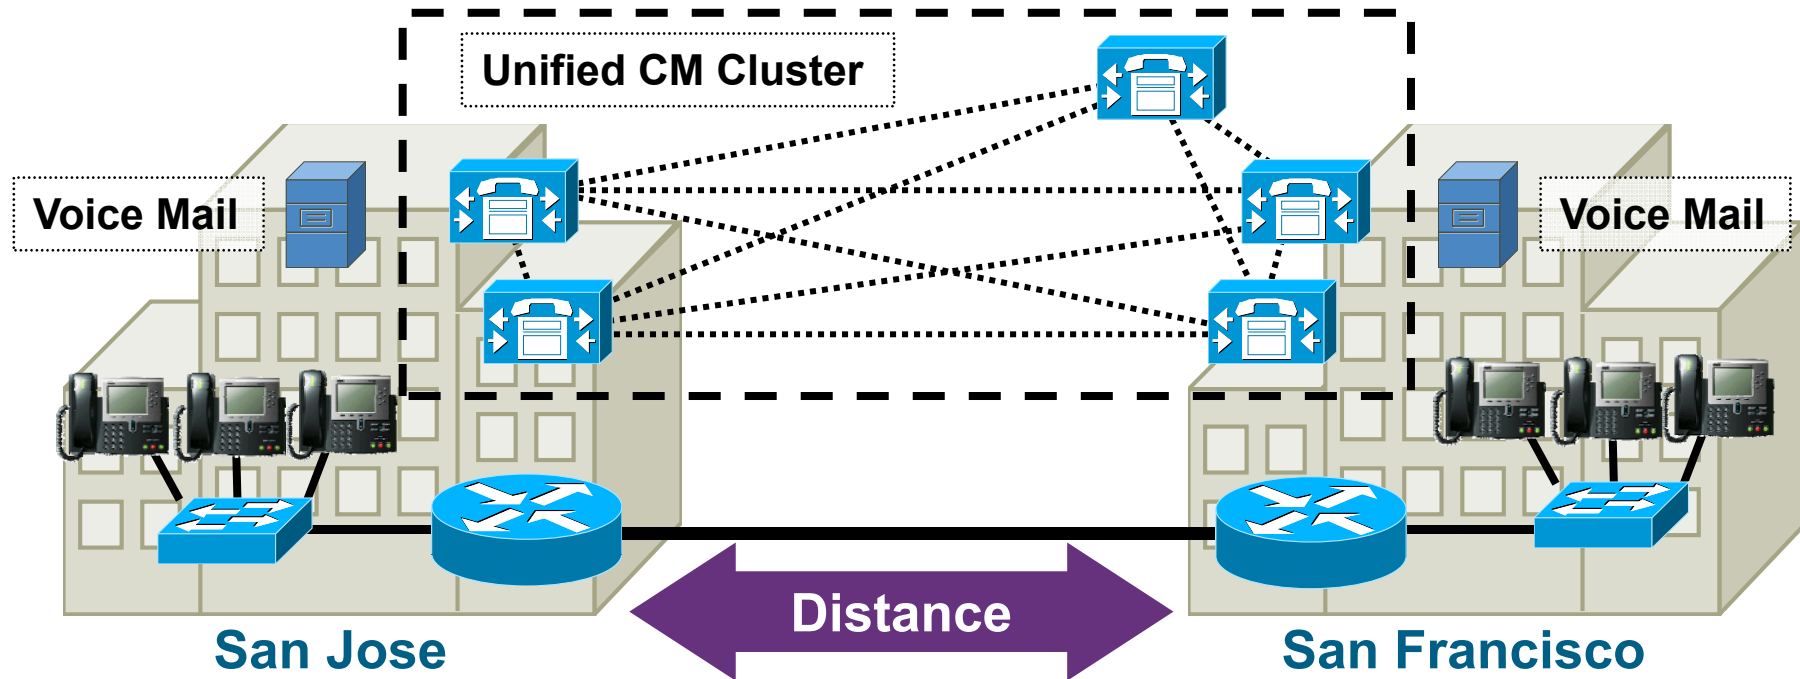 Unified CM Cluster
Voice Mail
Voice Mail
Distance
San Jose
San Francisco